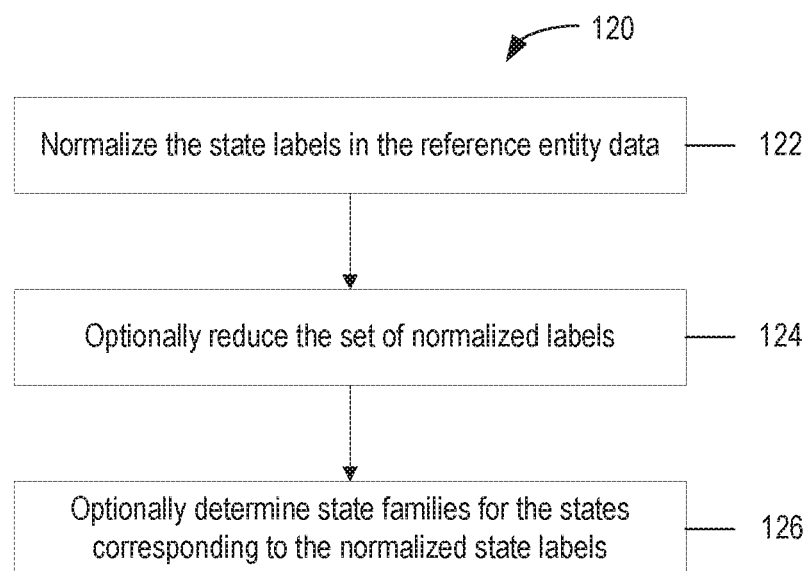 120
Normalize the state labels in the reference entity data
122
Optionally reduce the set of normalized labels
124
Optionally determine state families for the states
corresponding to the normalized state labels
126